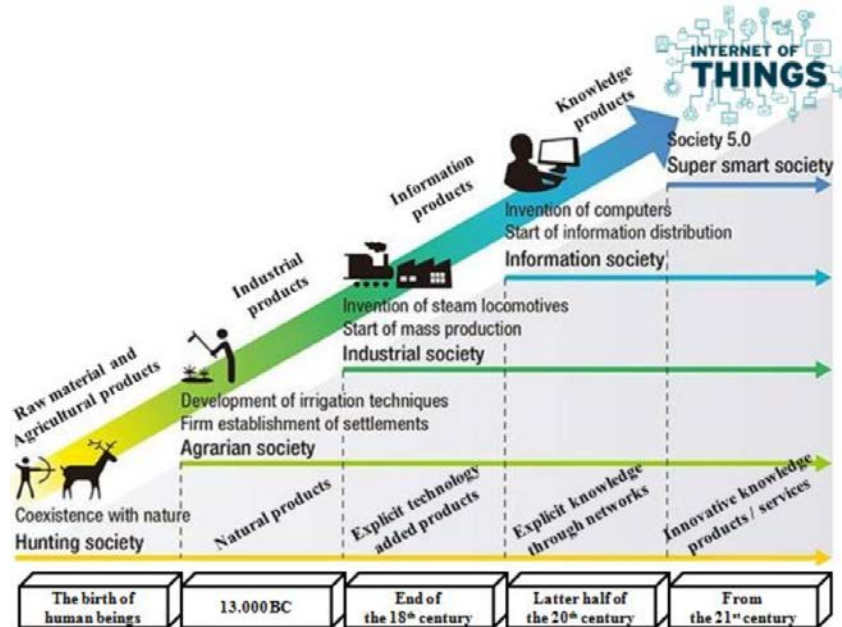 INTERNET OF
THINGS
Knowledge
products
Society 5.0
Super smart society
Information
products
Invention of computers
Start of information distribution
Information society
Industrial
products
Invention of steam locomotives
Start of mass production
Industrial society
Raw material and
Agricultural products
Development of irrigation techniques
Firm establishment of settlements
Agrarian society
Coexistence with nature
Hunting society
Natural products
Explicit technology
added products
Explicit knowledge
through networks
Innovative knowledge
products / services
The birth of
human beings
13.000 BC
End of
the 18th century
Latter half of
the 20th century
From
the 21st century